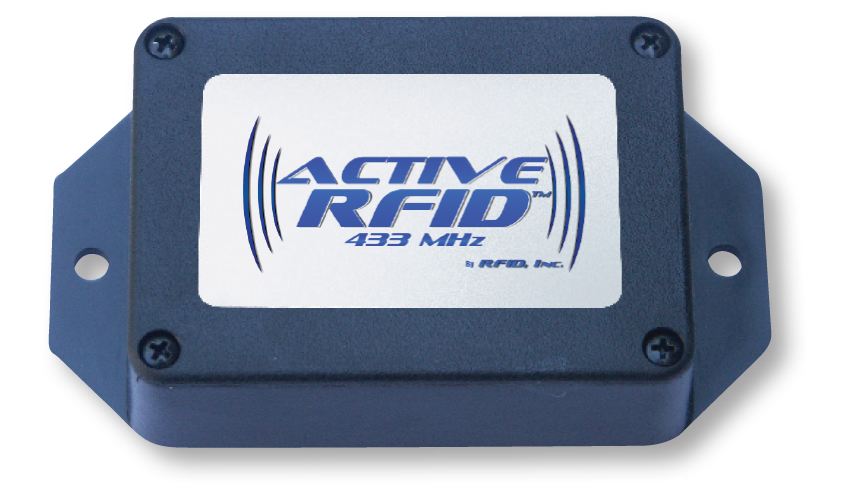 ACTIVE
RFID™
433 MHz
By RFID, Inc.